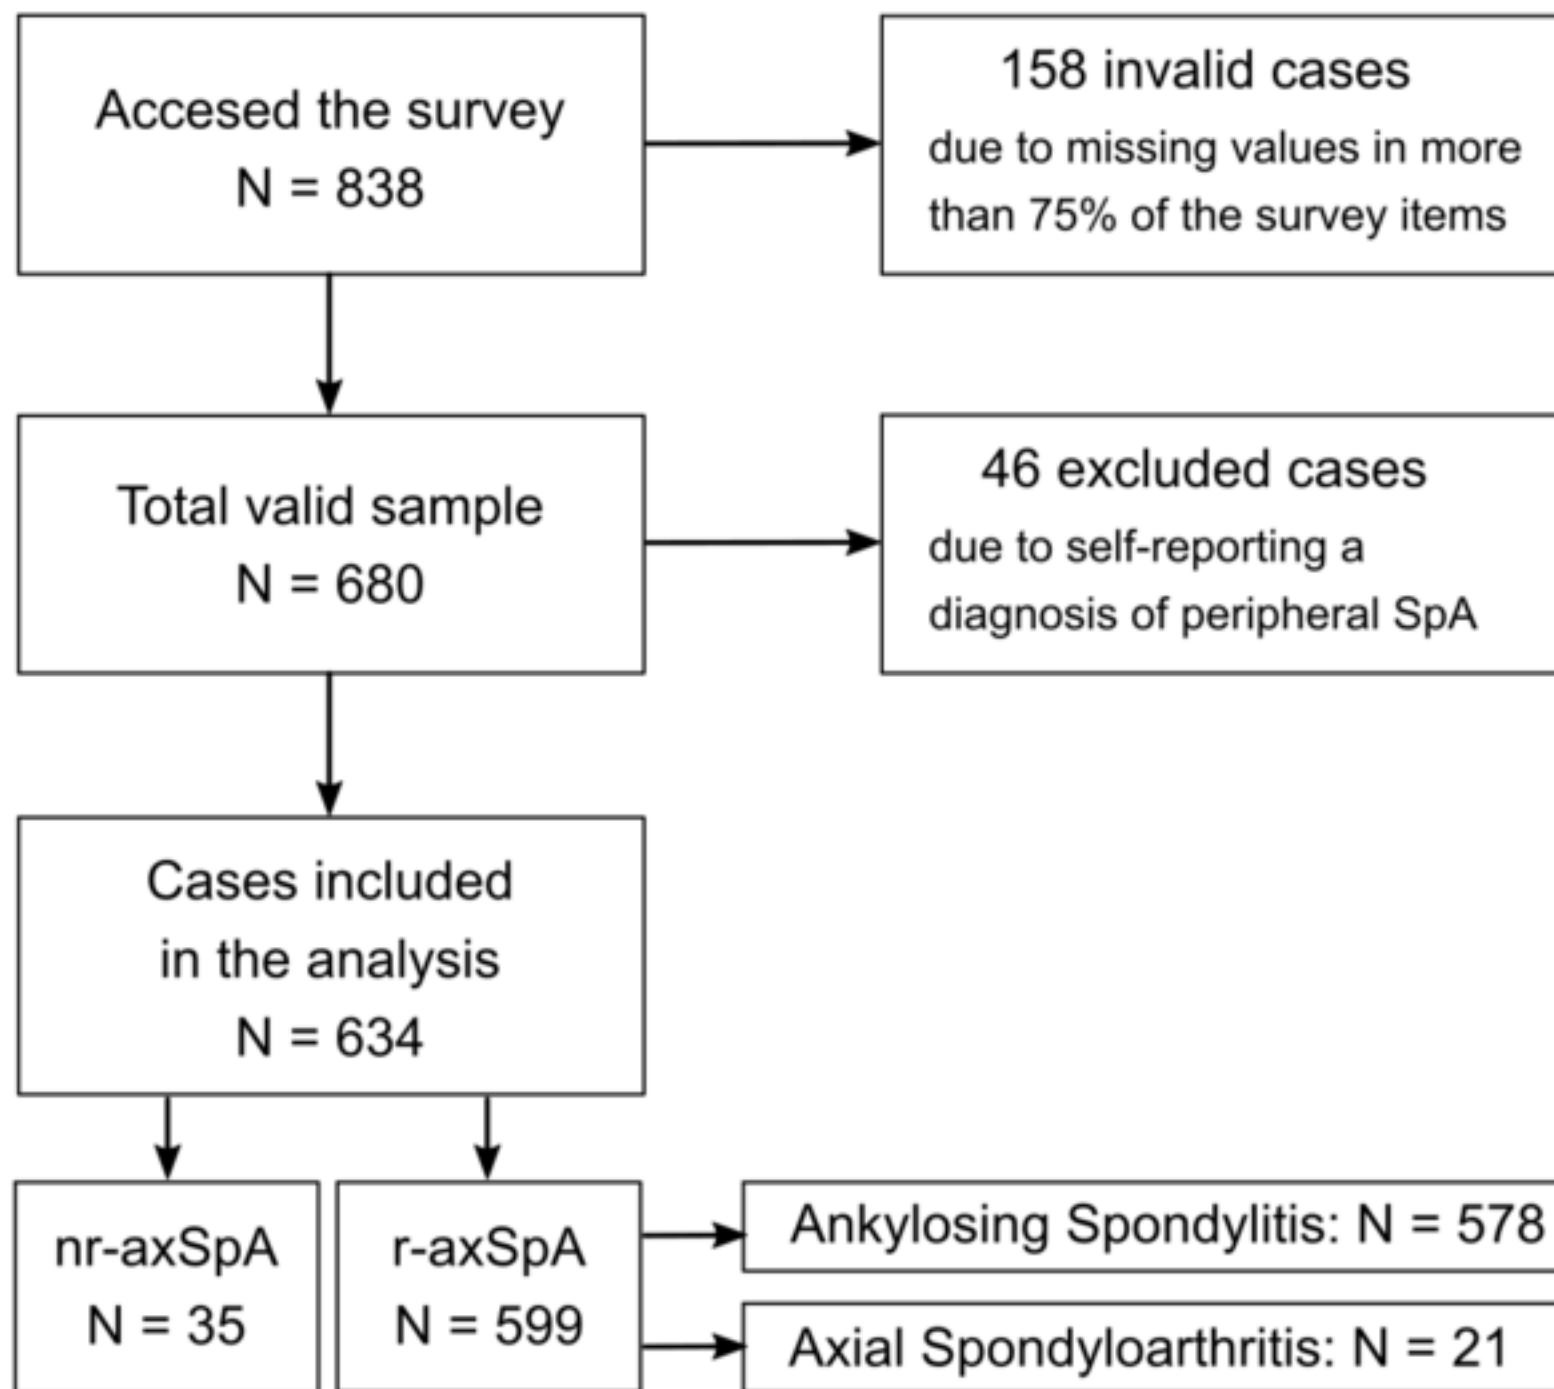 Accesed the survey
N = 838
158 invalid cases
due to missing values in more
than 75% of the survey items
Total valid sample
N = 680
46 excluded cases
due to self-reporting a
diagnosis of peripheral SpA
Cases included
in the analysis
N = 634
nr-axSpA
N = 35
r-axSpA
N = 599
Ankylosing Spondylitis: N = 578
Axial Spondyloarthritis: N = 21